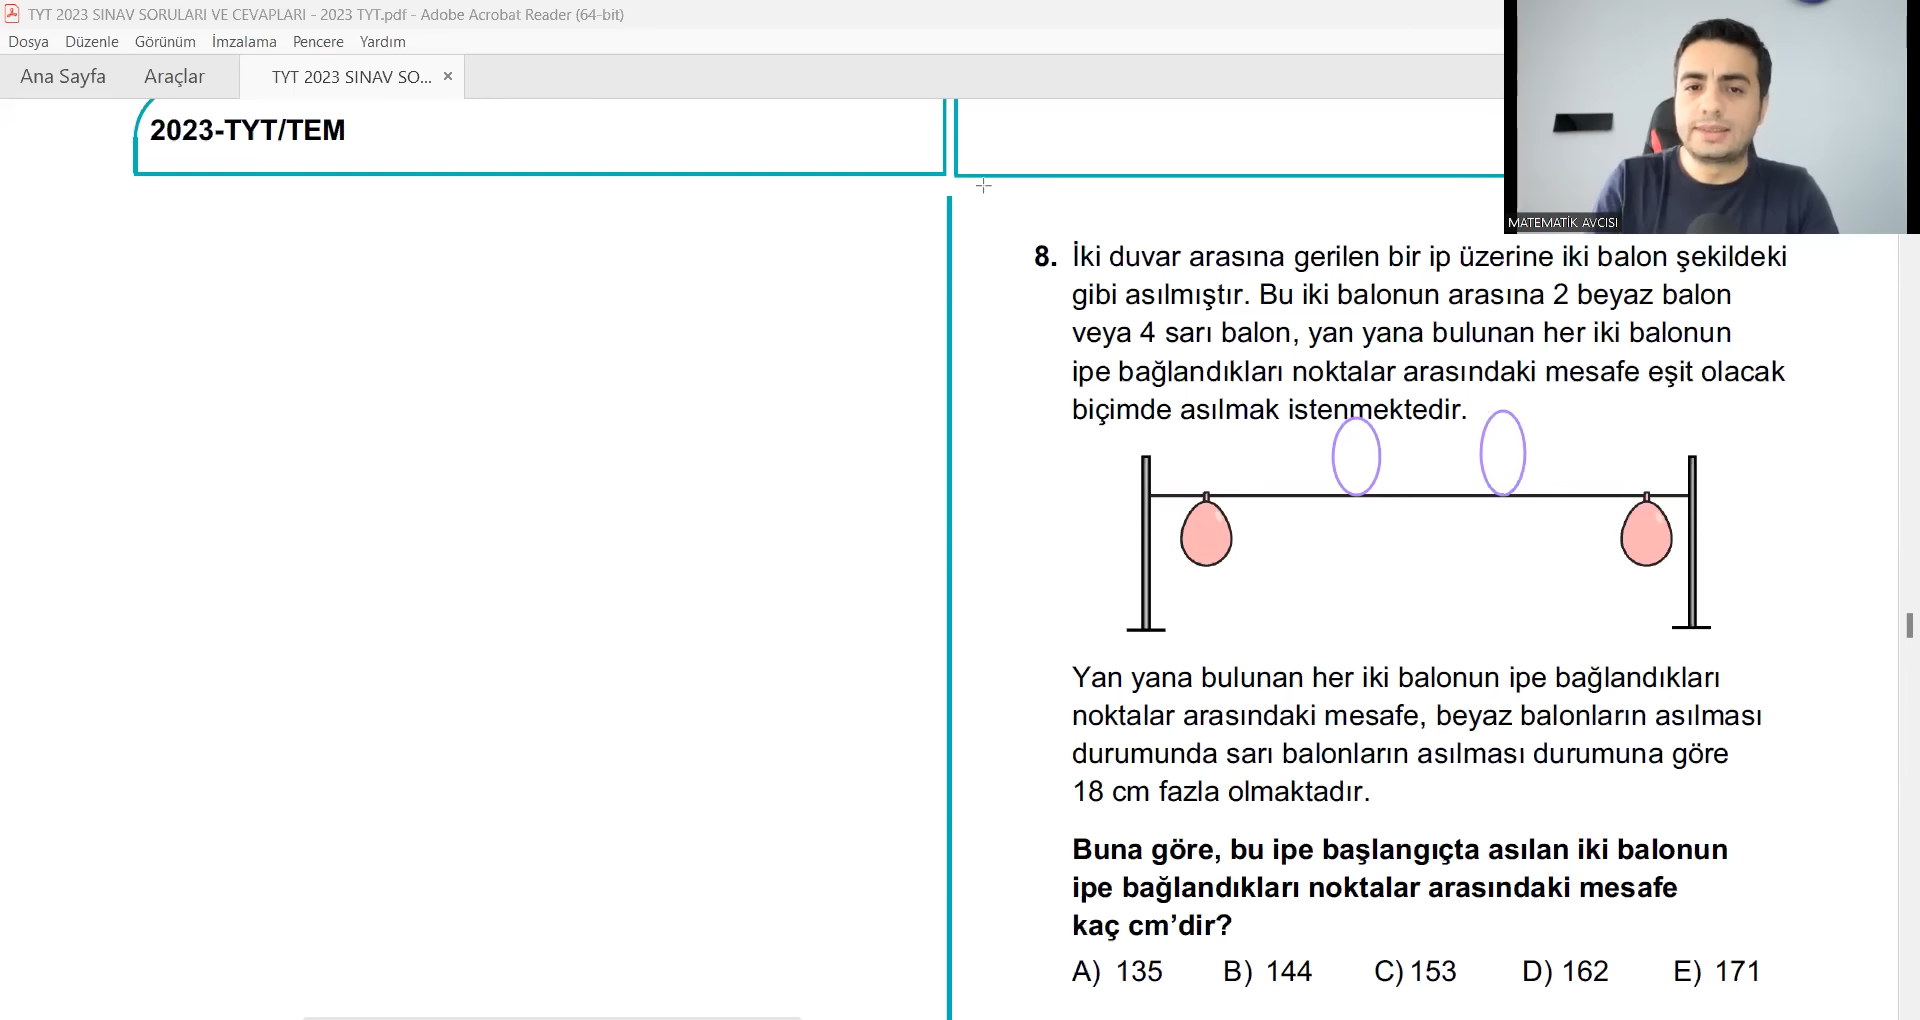 TYT 2023 SINAV SORULARI VE CEVAPLARI - 2023 TYT.pdf - Adobe Acrobat Reader (64-bit)
Dosya Düzenle Görünüm İmzalama Pencere Yardım
Ana Sayfa Araçlar TYT 2023 SINAV SO... ×
2023-TYT/TEM
MATEMATİK AVCISI
8. İki duvar arasına gerilen bir ip üzerine iki balon şekildeki
gibi asılmıştır. Bu iki balonun arasına 2 beyaz balon
veya 4 sarı balon, yan yana bulunan her iki balonun
ipe bağlandıkları noktalar arasındaki mesafe eşit olacak
biçimde asılmak istenmektedir.
Yan yana bulunan her iki balonun ipe bağlandıkları
noktalar arasındaki mesafe, beyaz balonların asılması
durumunda sarı balonların asılması durumuna göre
18 cm fazla olmaktadır.
Buna göre, bu ipe başlangıçta asılan iki balonun
ipe bağlandıkları noktalar arasındaki mesafe
kaç cm’dir?
A) 135 B) 144 C) 153 D) 162 E) 171